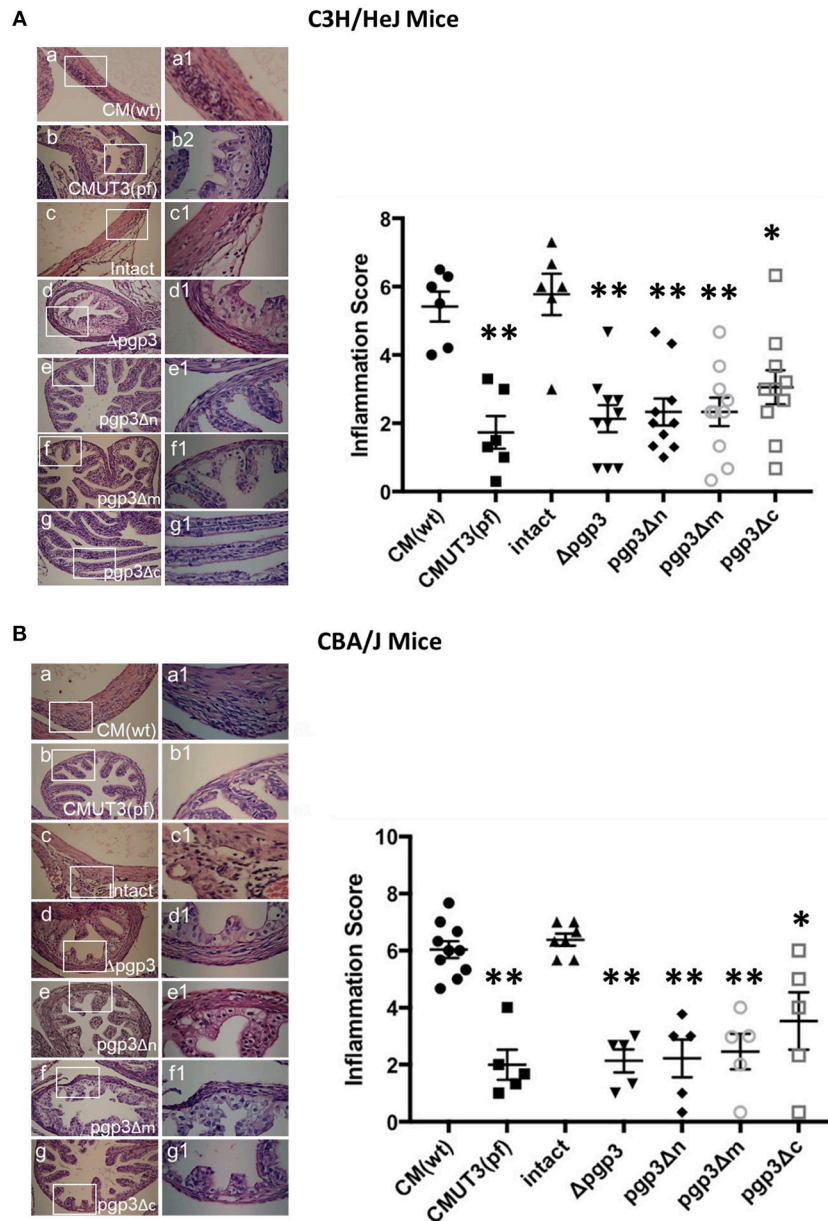 A
C3H/HeJ Mice
a
CM(wt)
a1
b
CMUT3(pf)
b2
c
Intact
c1
d
Δpgp3
d1
e
pgp3Δn
e1
f
pgp3Δm
f1
g
pgp3Δc
g1
Inflammation Score
8
6
4
2
0
**
**
**
**
*
CM(wt)
CMUT3(pf)
intact
Δpgp3
pgp3Δn
pgp3Δm
pgp3Δc
B
CBA/J Mice
a
CM(wt)
a1
b
CMUT3(pf)
b1
c
Intact
c1
d
Δpgp3
d1
e
pgp3Δn
e1
f
pgp3Δm
f1
g
pgp3Δc
g1
Inflammation Score
10
8
6
4
2
0
**
**
**
**
*
CM(wt)
CMUT3(pf)
intact
Δpgp3
pgp3Δn
pgp3Δm
pgp3Δc